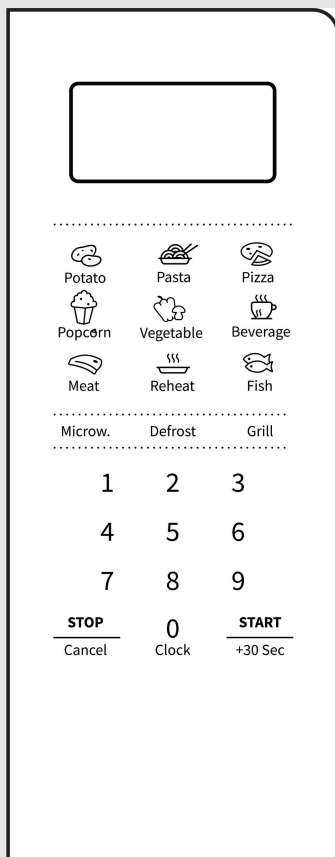 Potato Pasta Pizza
Popcorn Vegetable Beverage
Meat Reheat Fish
Microw. Defrost Grill
1 2 3
4 5 6
7 8 9
STOP 0 START
Cancel Clock +30 Sec